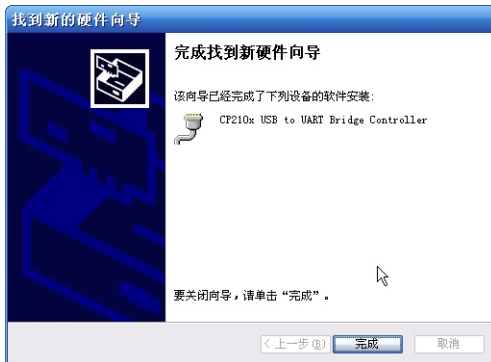 找到新的硬件向导
完成找到新硬件向导
该向导已经完成了下列设备的软件安装:
CP210x USB to UART Bridge Controller
要关闭向导，请单击“完成”。
< 上一步(B)
完成
取消